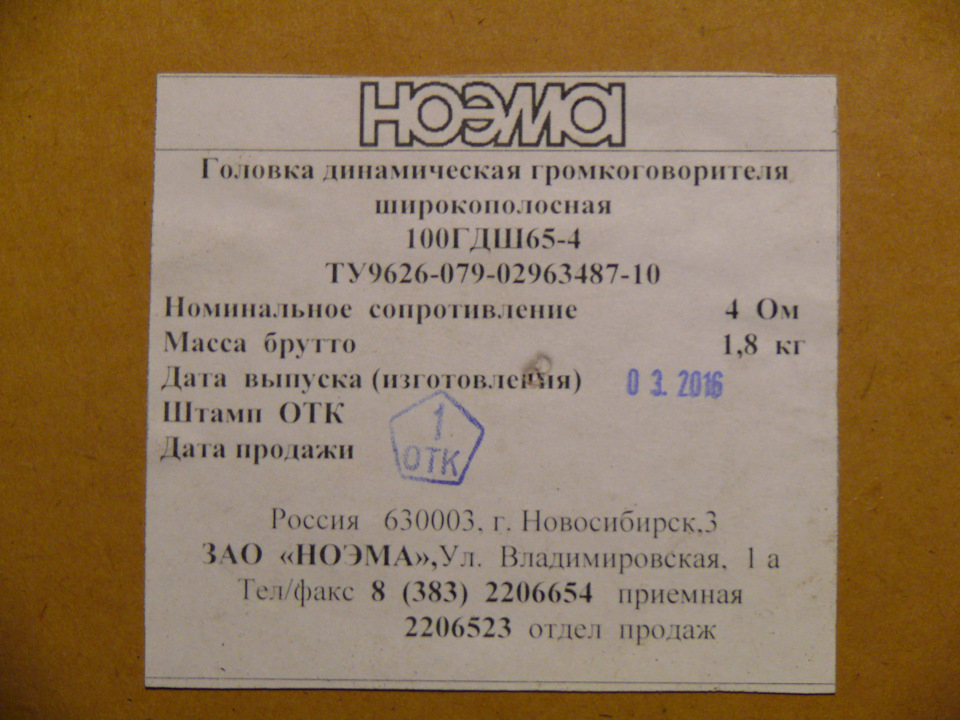 НОЭМА
Головка динамическая громкоговорителя
широкополосная
100ГДШ65-4
ТУ9626-079-02963487-10
Номинальное сопротивление 4 Ом
Масса брутто 1,8 кг
Дата выпуска (изготовления) 03.2016
Штамп ОТК
1
ОТК
Дата продажи
Россия 630003, г. Новосибирск,3
ЗАО «НОЭМА»,Ул. Владимировская, 1 а
Тел/факс 8 (383) 2206654 приемная
2206523 отдел продаж